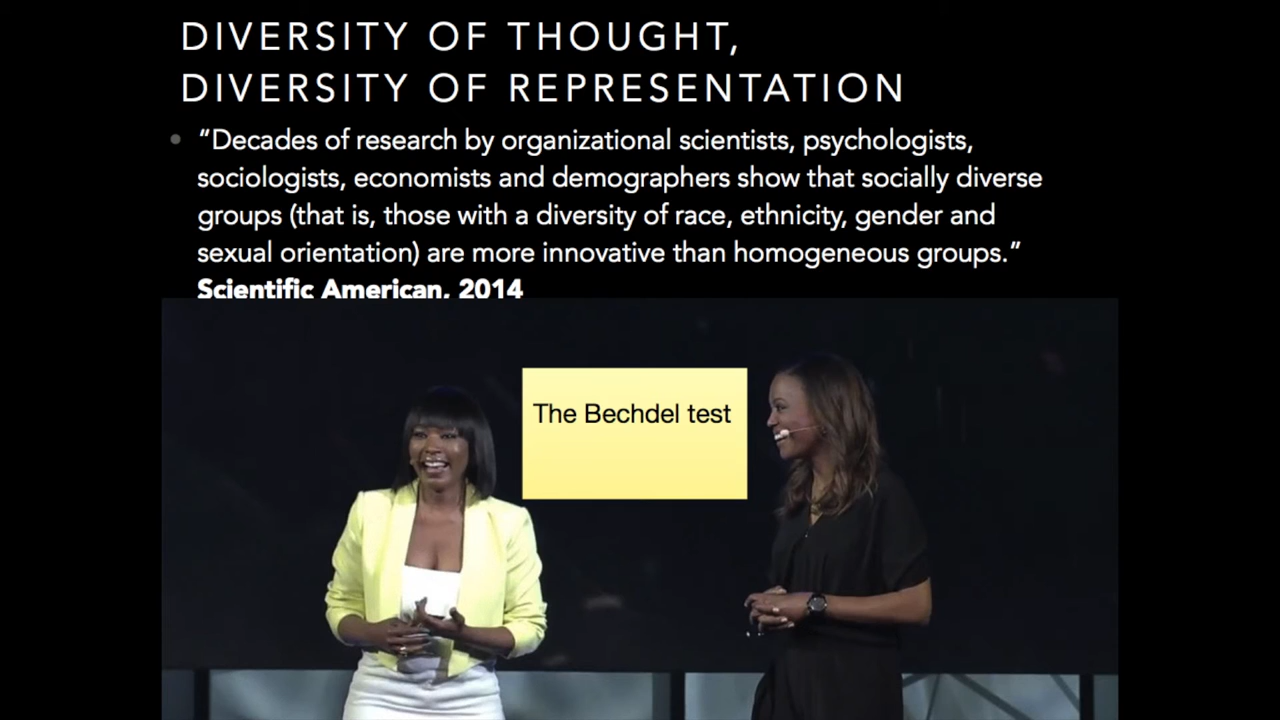 DIVERSITY OF THOUGHT,
DIVERSITY OF REPRESENTATION
“Decades of research by organizational scientists, psychologists,
sociologists, economists and demographers show that socially diverse
groups (that is, those with a diversity of race, ethnicity, gender and
sexual orientation) are more innovative than homogeneous groups.”
Scientific American, 2014
The Bechdel test